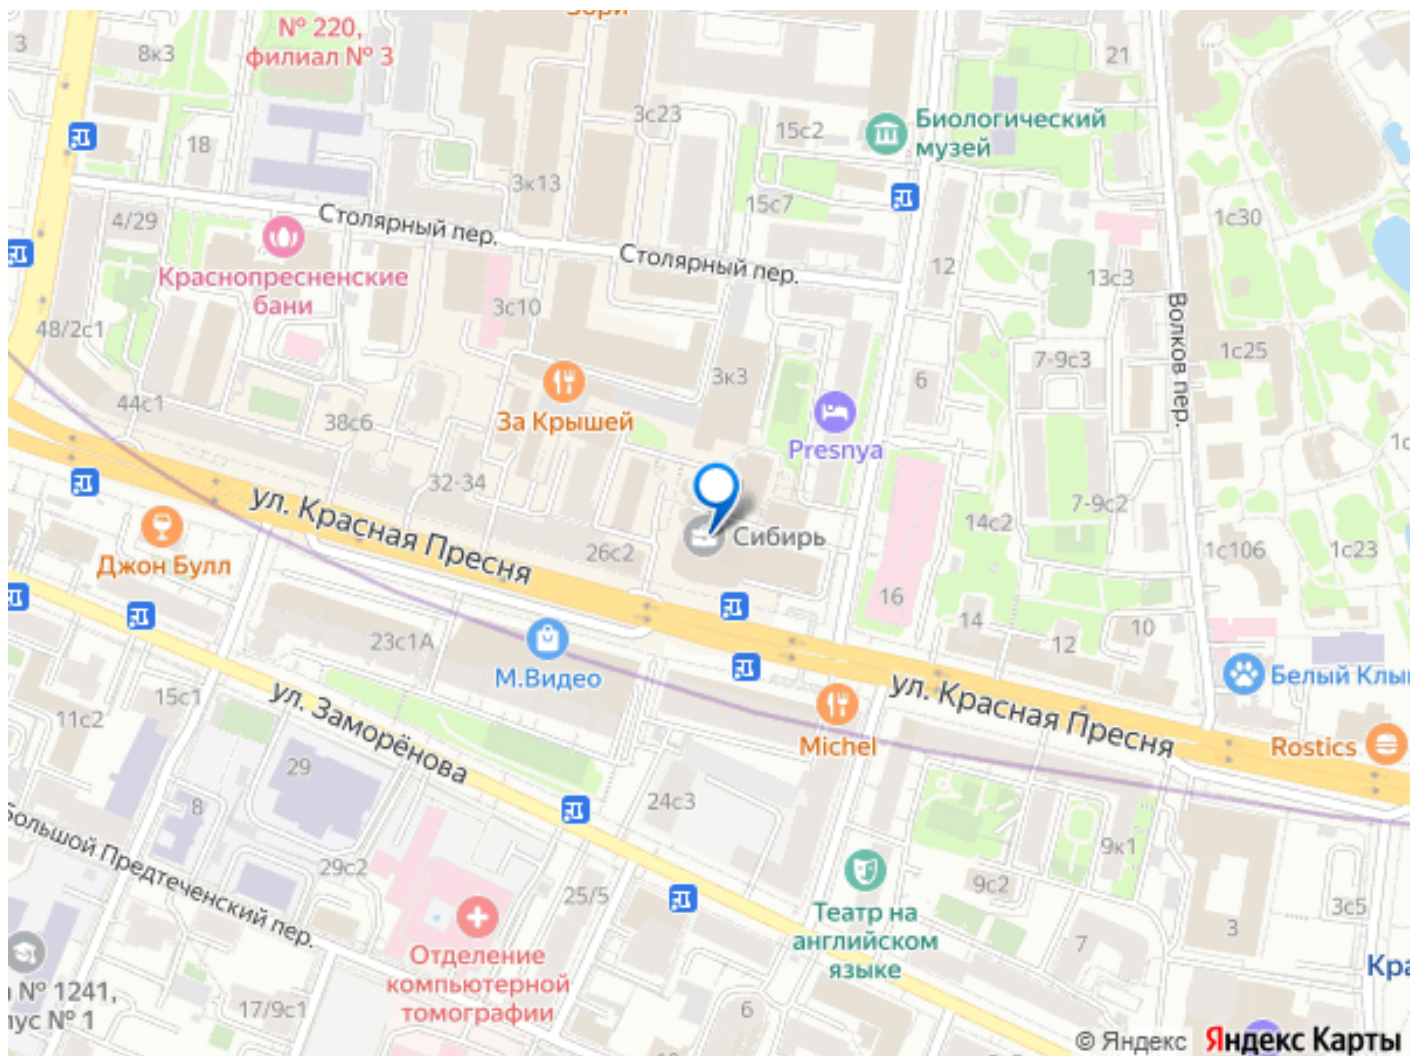 Зори
№ 220,
филиал № 3
3
8к3
21
3с23
15с2
Биологический
музей
18
3к13
15с7
4/29
Столярный пер.
1с30
Столярный пер.
12
13с3
Краснопресненские
бани
3с10
48/2с1
Волков пер.
1с25
7-9с3
3к3
6
44с1
38с6
За Крышей
Presnya
32-34
7-9с2
ул. Красная Пресня
14с2
Сибирь
26с2
1с106
1с23
Джон Булл
16
14
10
12
23с1А
М.Видео
Белый Клы
15с1
11с2
ул. Заморёнова
ул. Красная Пресня
Michel
Rostics
29
8
24с3
Большой Предтеченский пер.
9к1
29с2
25/5
9с2
3с5
Театр на
английском
языке
3
7
Отделение
компьютерной
томографии
Кра
№ 1241,
пус № 1
17/9с1
6
© Яндекс Яндекс Карты